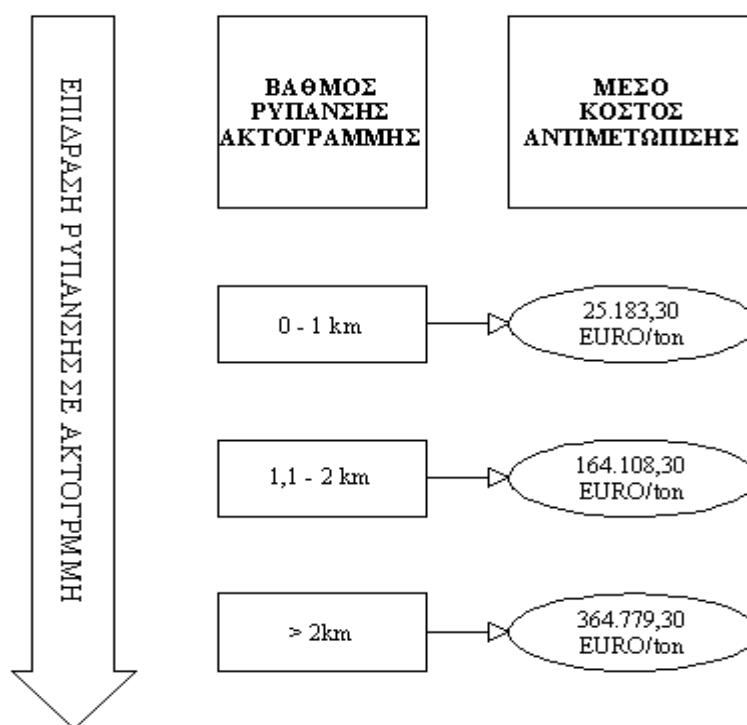 ΕΠΙΔΡΑΣΗ ΡΥΠΑΝΣΗΣ ΣΕ ΑΚΤΟΓΡΜΜΗ
ΒΑΘΜΟΣ
ΡΥΠΑΝΣΗΣ
ΑΚΤΟΓΡΑΜΜΗΣ
ΜΕΣΟ
ΚΟΣΤΟΣ
ΑΝΤΙΜΕΤΩΠΙΣΗΣ
0 - 1 km
25.183,30
EURO/ton
1,1 - 2 km
164.108,30
EURO/ton
> 2km
364.779,30
EURO/ton